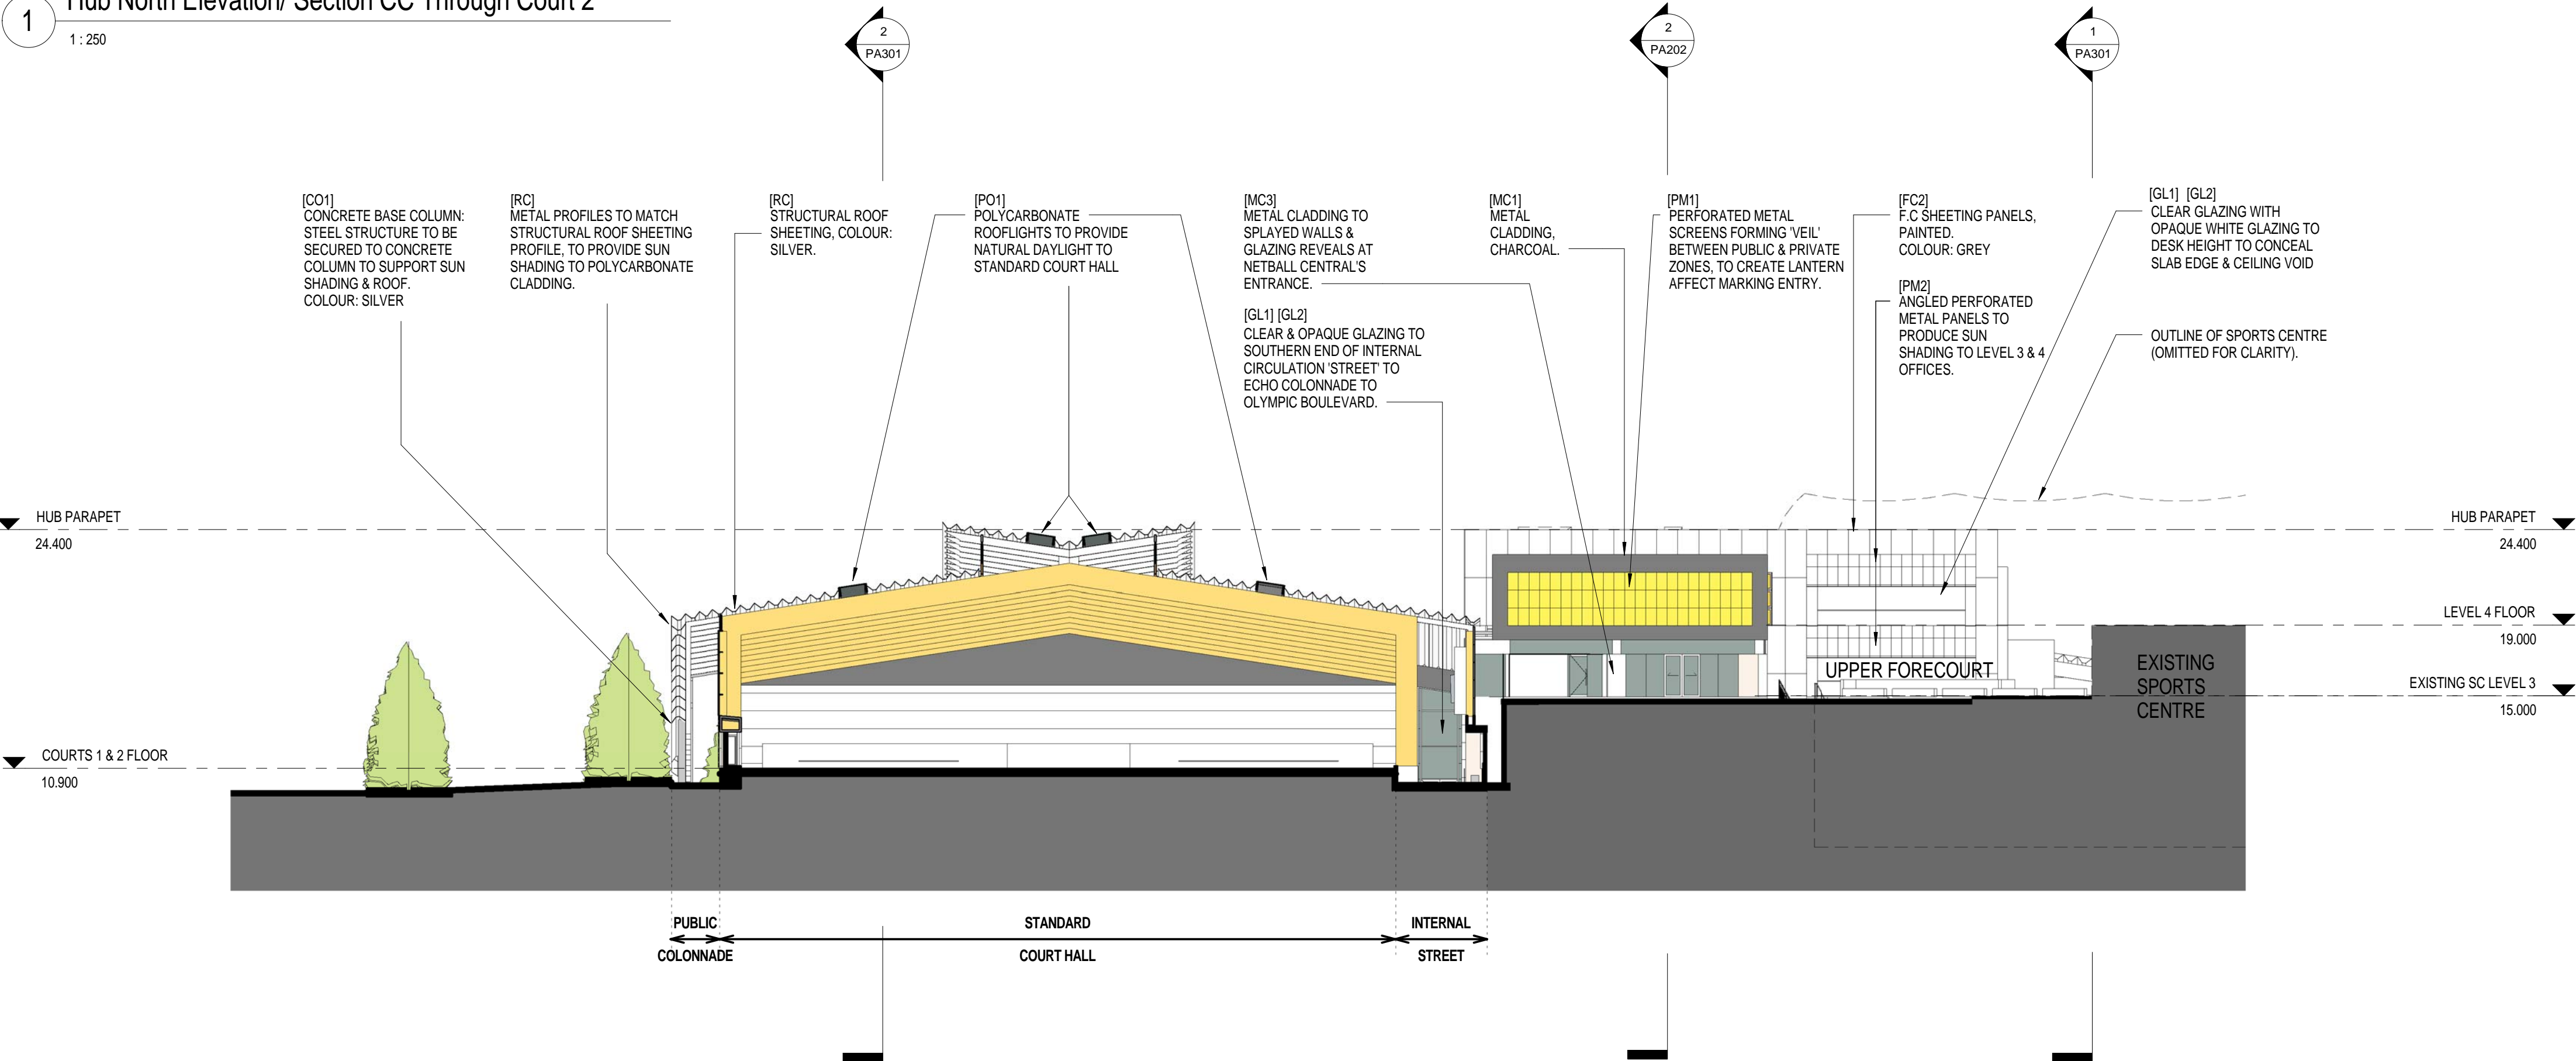 1
Hub North Elevation/ Section CC Through Court 2
1 : 250
2
PA301
2
PA202
1
PA301
[CO1]
CONCRETE BASE COLUMN:
STEEL STRUCTURE TO BE
SECURED TO CONCRETE
COLUMN TO SUPPORT SUN
SHADING & ROOF.
COLOUR: SILVER
[RC]
METAL PROFILES TO MATCH
STRUCTURAL ROOF SHEETING
PROFILE, TO PROVIDE SUN
SHADING TO POLYCARBONATE
CLADDING.
[RC]
STRUCTURAL ROOF
SHEETING, COLOUR:
SILVER.
[PO1]
POLYCARBONATE
ROOFLIGHTS TO PROVIDE
NATURAL DAYLIGHT TO
STANDARD COURT HALL
[MC3]
METAL CLADDING TO
SPLAYED WALLS &
GLAZING REVEALS AT
NETBALL CENTRAL'S
ENTRANCE.
[GL1] [GL2]
CLEAR & OPAQUE GLAZING TO
SOUTHERN END OF INTERNAL
CIRCULATION 'STREET' TO
ECHO COLONNADE TO
OLYMPIC BOULEVARD.
[MC1]
METAL
CLADDING,
CHARCOAL.
[PM1]
PERFORATED METAL
SCREENS FORMING 'VEIL'
BETWEEN PUBLIC & PRIVATE
ZONES, TO CREATE LANTERN
AFFECT MARKING ENTRY.
[FC2]
F.C SHEETING PANELS,
PAINTED.
COLOUR: GREY
[PM2]
ANGLED PERFORATED
METAL PANELS TO
PRODUCE SUN
SHADING TO LEVEL 3 & 4
OFFICES.
[GL1] [GL2]
CLEAR GLAZING WITH
OPAQUE WHITE GLAZING TO
DESK HEIGHT TO CONCEAL
SLAB EDGE & CEILING VOID
OUTLINE OF SPORTS CENTRE
(OMITTED FOR CLARITY).
HUB PARAPET
24.400
HUB PARAPET
24.400
LEVEL 4 FLOOR
19.000
EXISTING SC LEVEL 3
15.000
COURTS 1 & 2 FLOOR
10.900
UPPER FORECOURT
EXISTING
SPORTS
CENTRE
PUBLIC
COLONNADE
STANDARD
COURT HALL
INTERNAL
STREET